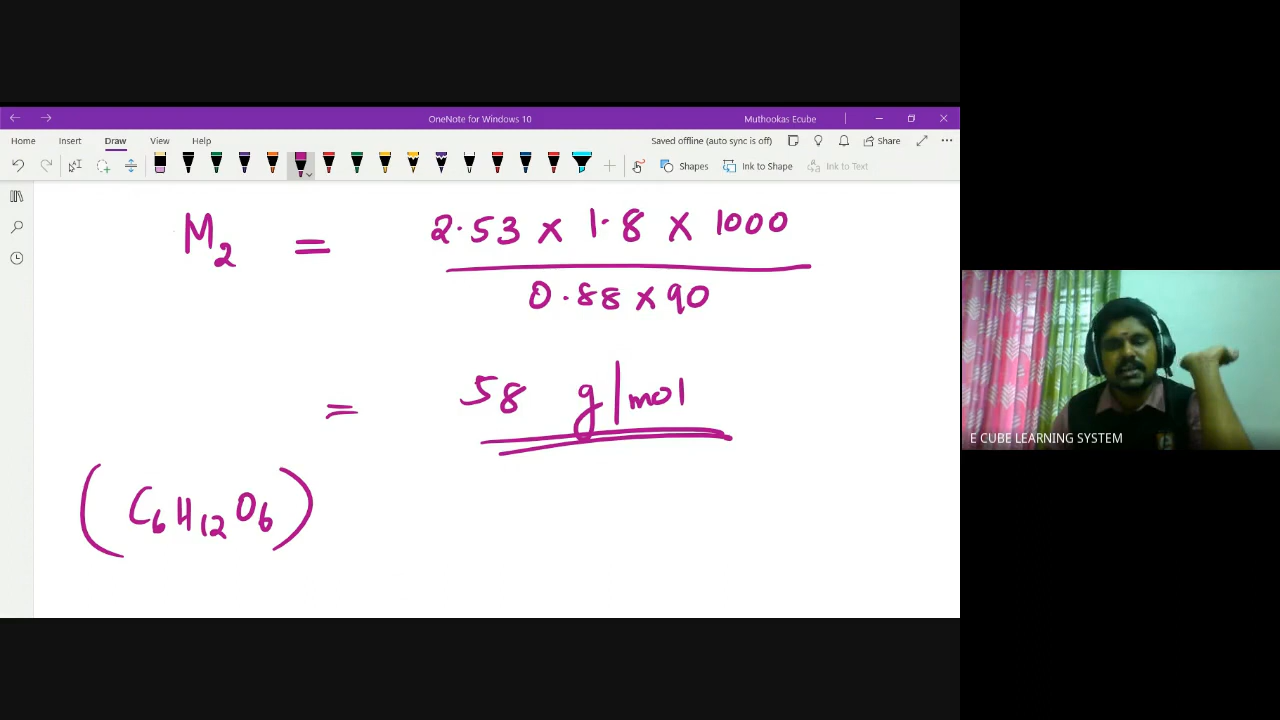 OneNote for Windows 10
Muthookas Ecube
Home Insert Draw View Help
Saved offline (auto sync is off)
Share
Shapes
Ink to Shape
Ink to Text
M₂ = 2.53 x 1.8 x 1000
0.88 x 90
= 58 g/mol
(C₆H₁₂O₆)
E CUBE LEARNING SYSTEM